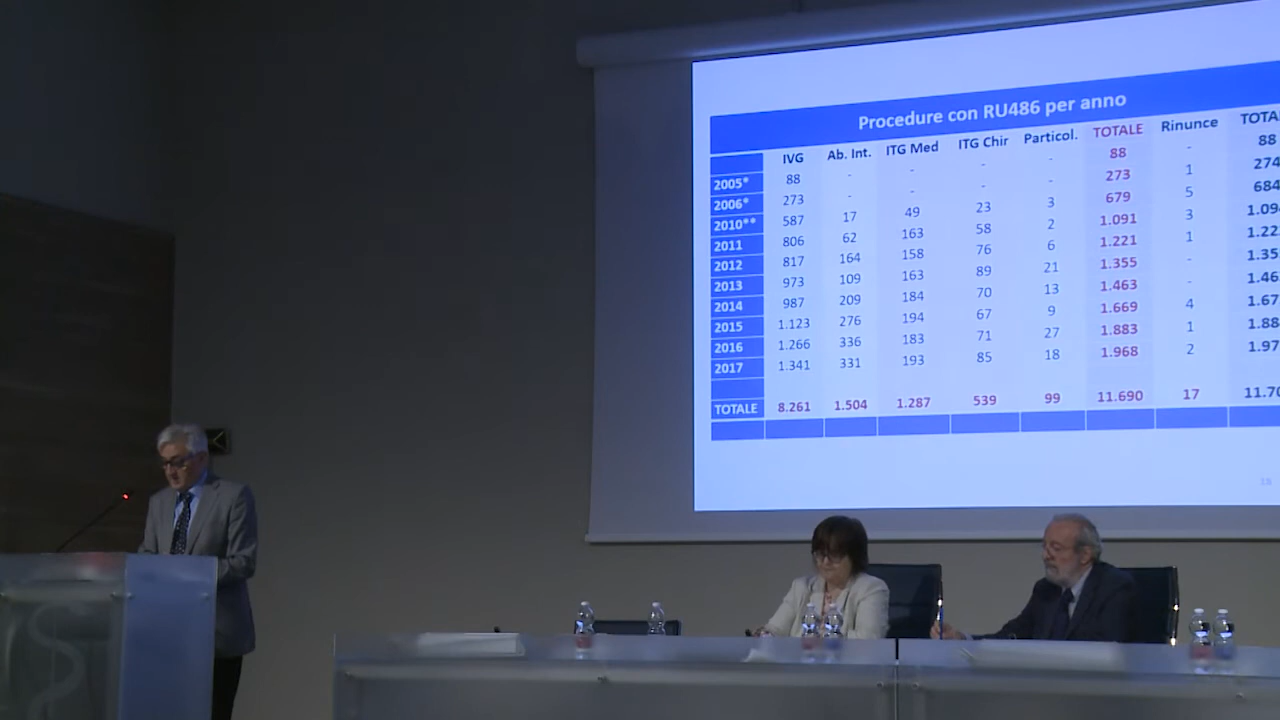 Procedure con RU486 per anno
IVG Ab. Int. ITG Med ITG Chir Particol. TOTALE Rinunce TOTA
2005* 88 - - - - 88 - 88
2006* 273 - - - - 273 1 274
2010** 587 17 49 23 3 679 5 684
2011 806 62 163 58 2 1.091 3 1.09
2012 817 164 158 76 6 1.221 1 1.22
2013 973 109 163 89 21 1.355 - 1.35
2014 987 209 184 70 13 1.463 - 1.46
2015 1.123 276 194 67 9 1.669 4 1.67
2016 1.266 336 183 71 27 1.883 1 1.88
2017 1.341 331 193 85 18 1.968 2 1.97
TOTALE 8.261 1.504 1.287 539 99 11.690 17 11.70